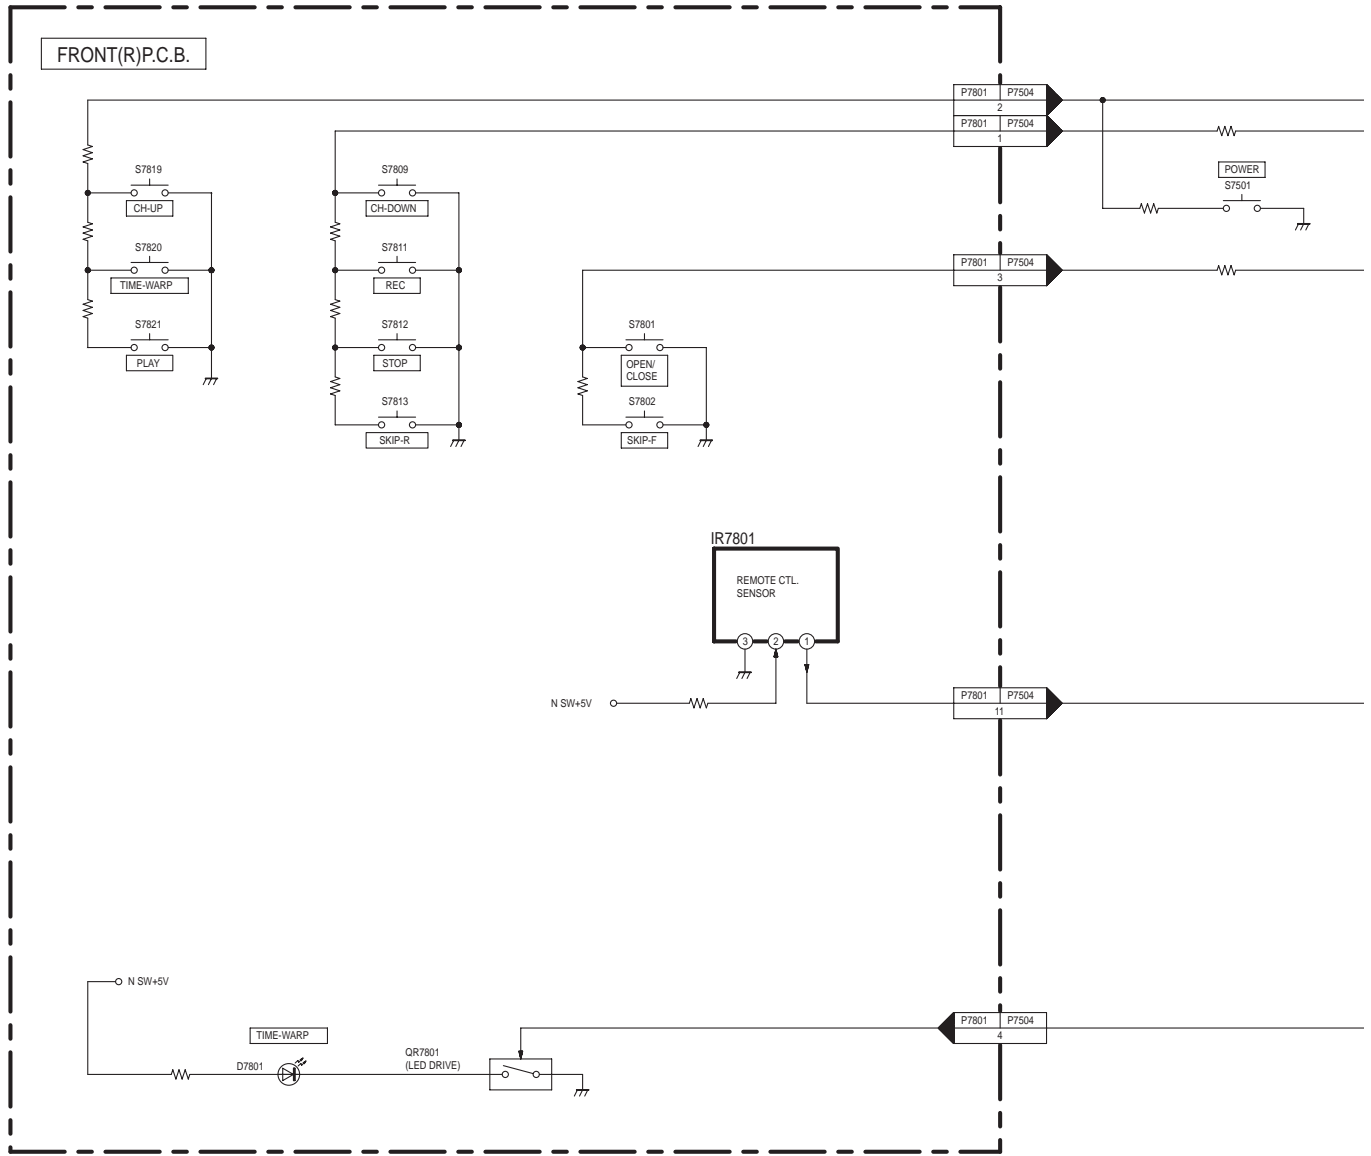 FRONT(R)P.C.B.
P7801 P7504
2
P7801 P7504
1
S7819
CH-UP
S7809
CH-DOWN
POWER
S7501
S7820
TIME-WARP
S7811
REC
P7801 P7504
3
S7821
PLAY
S7812
STOP
S7801
OPEN/
CLOSE
S7813
SKIP-R
S7802
SKIP-F
IR7801
REMOTE CTL.
SENSOR
3 2 1
N SW+5V
P7801 P7504
11
N SW+5V
P7801 P7504
4
TIME-WARP
D7801
QR7801
(LED DRIVE)